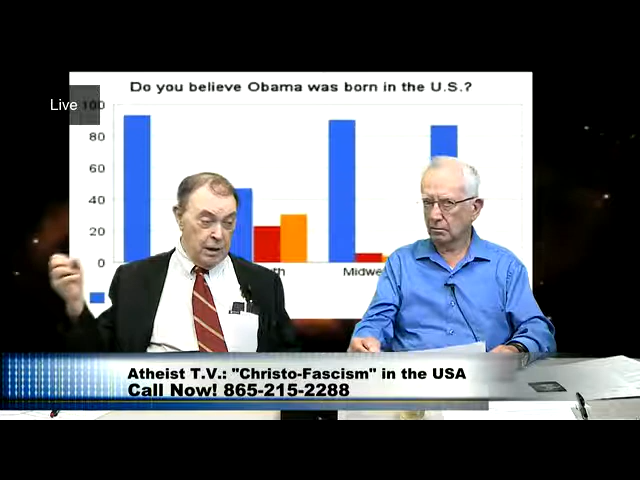 Do you believe Obama was born in the U.S.?
Live
100
80
60
40
20
0
Atheist T.V.: "Christo-Fascism" in the USA
Call Now! 865-215-2288